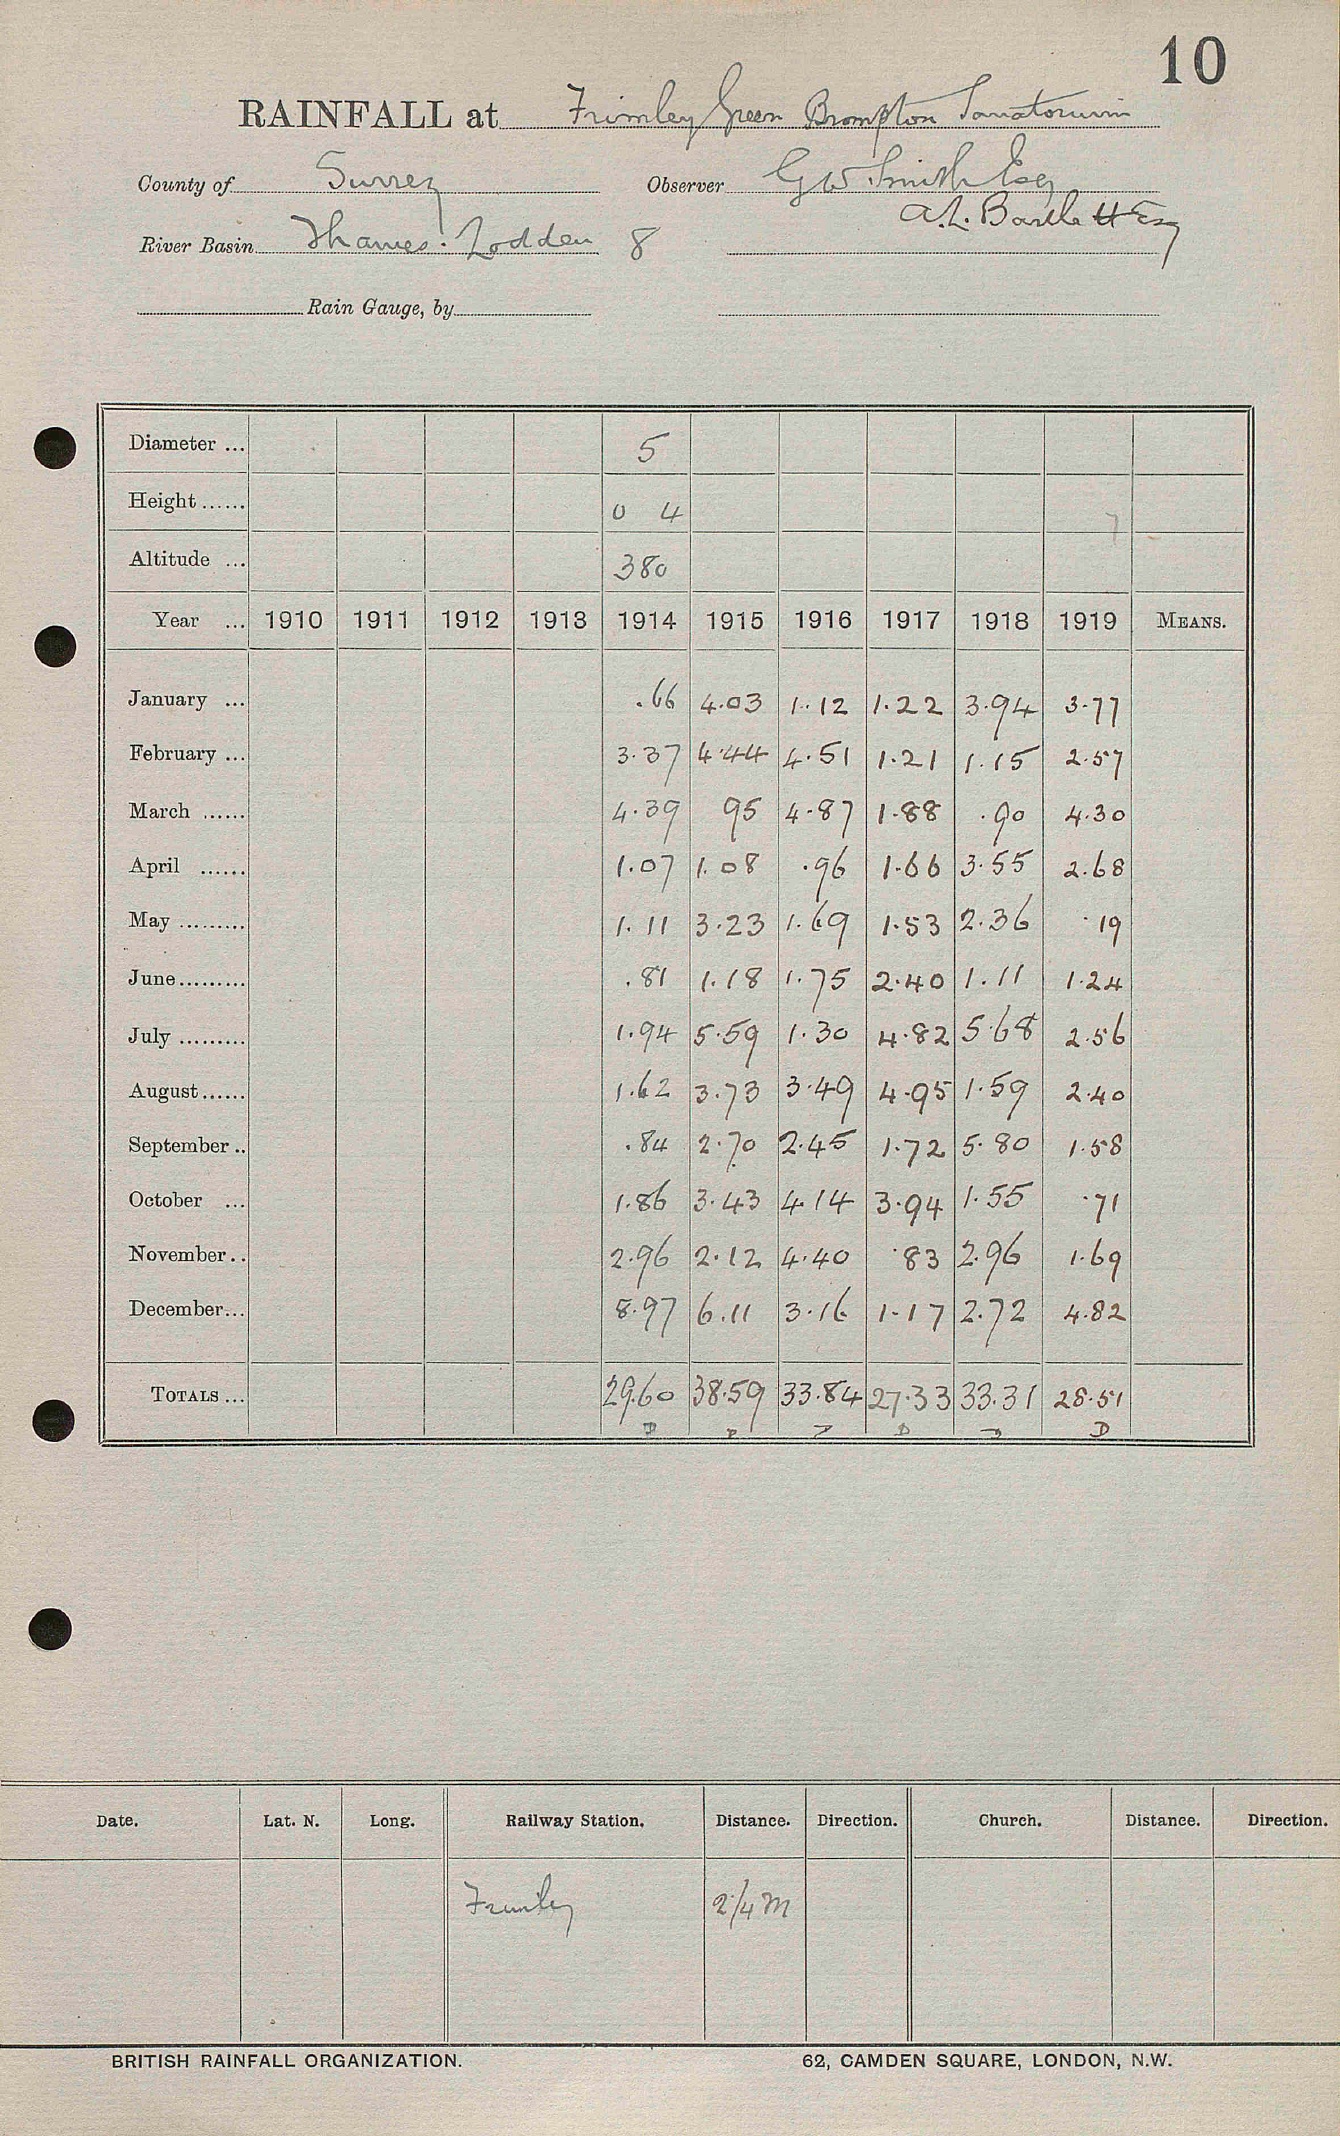 10
RAINFALL at Frimley Green Brompton Sanatorium
County of Surrey Observer G W Smith Esq
A.L. Bartlett Esq
River Basin Thames. Lodden 8
Rain Gauge, by
Diameter ... 5
Height ...... 0 4 7
Altitude ... 380
Year ... 1910 1911 1912 1913 1914 1915 1916 1917 1918 1919 MEANS.
January ... .66 4.03 1.12 1.22 3.94 3.77
February ... 3.37 4.44 4.51 1.21 1.15 2.57
March ...... 4.39 95 4.87 1.88 .90 4.30
April ...... 1.07 1.08 .96 1.66 3.55 2.68
May ......... 1.11 3.23 1.69 1.53 2.36 .19
June......... .81 1.18 1.75 2.40 1.11 1.24
July ......... 1.94 5.59 1.30 4.82 5.68 2.56
August...... 1.62 3.73 3.49 4.95 1.59 2.40
September .. .84 2.70 2.45 1.72 5.80 1.58
October ... 1.86 3.43 4.14 3.94 1.55 .71
November.. 2.96 2.12 4.40 .83 2.96 1.69
December... 8.97 6.11 3.16 1.17 2.72 4.82
TOTALS ... 29.60 38.59 33.84 27.33 33.31 28.51
D D D D
Date. Lat. N. Long. Railway Station. Distance. Direction. Church. Distance. Direction.
Frimley 2 1/4 m
BRITISH RAINFALL ORGANIZATION. 62, CAMDEN SQUARE, LONDON, N.W.